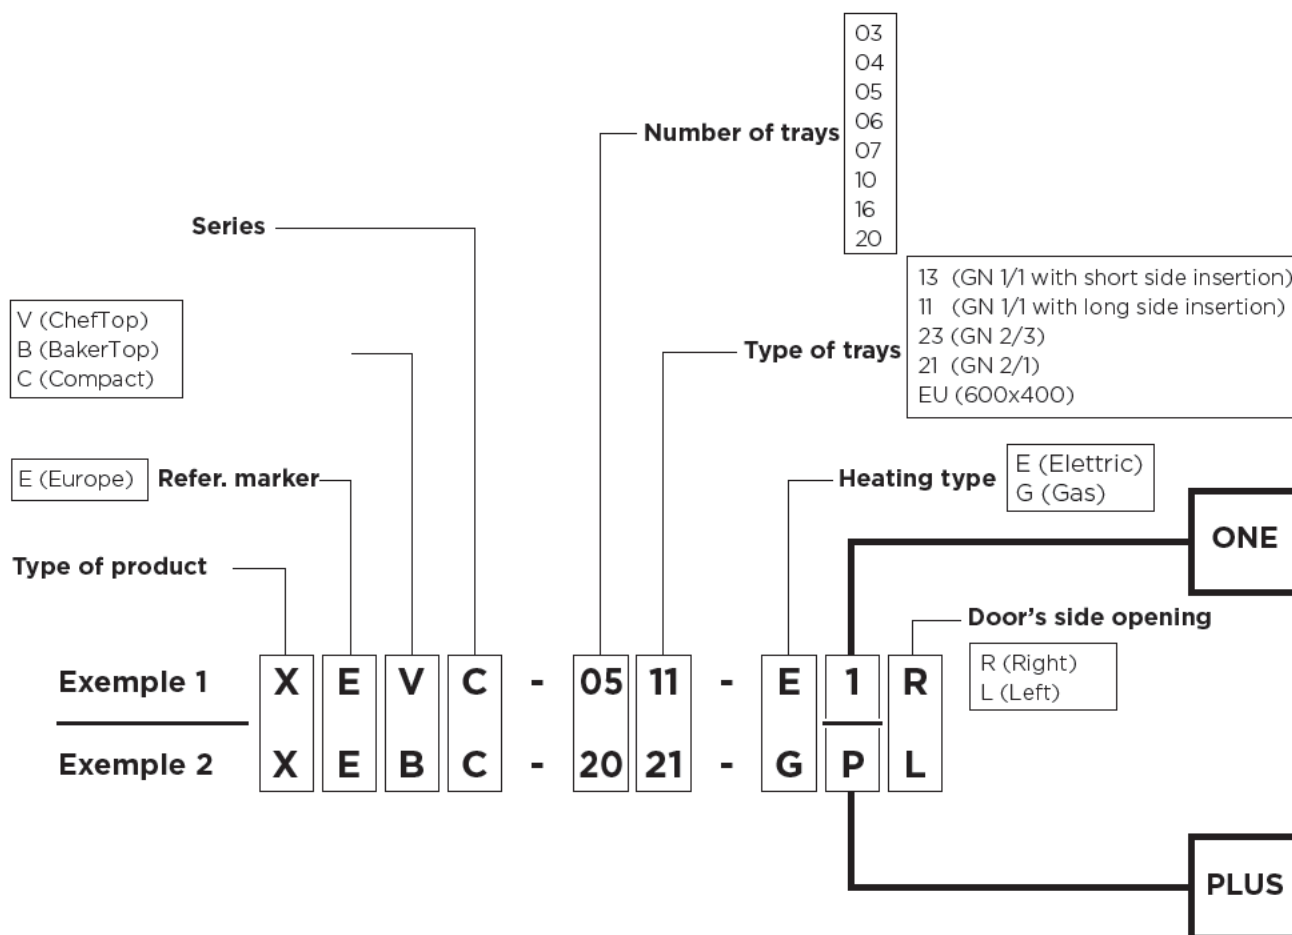 03
04
05
06
07
10
16
20
Number of trays
Series
13 (GN 1/1 with short side insertion)
11 (GN 1/1 with long side insertion)
23 (GN 2/3)
21 (GN 2/1)
EU (600x400)
Type of trays
V (ChefTop)
B (BakerTop)
C (Compact)
E (Europe)
Refer. marker
Heating type
E (Elettric)
G (Gas)
ONE
Type of product
Door's side opening
R (Right)
L (Left)
Exemple 1 X E V C - 05 11 - E 1 R
Exemple 2 X E B C - 20 21 - G P L
PLUS